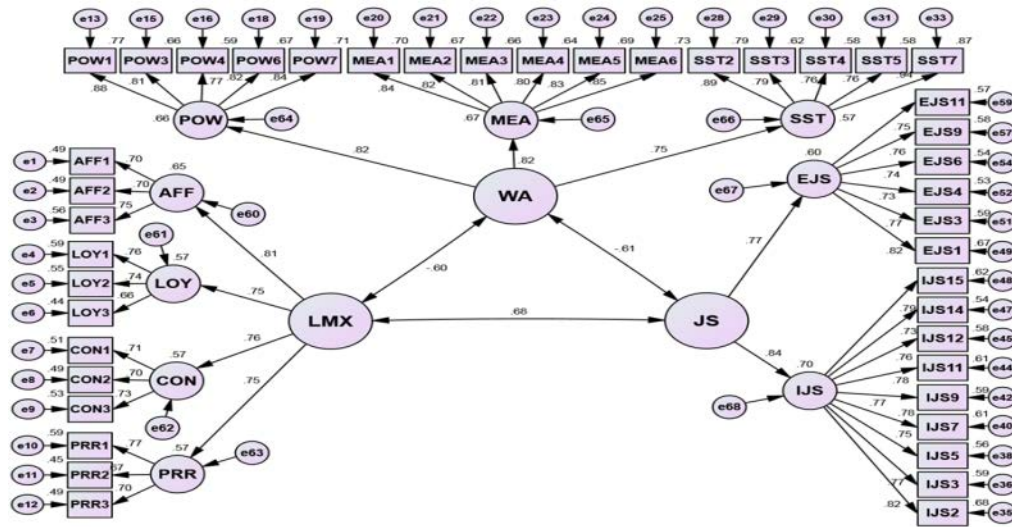 e13 e15 e16 e18 e19 e20 e21 e22 e23 e24 e25 e28 e29 e30 e31 e33
.77 .66 .59 .67 .71 .70 .67 .66 .64 .69 .73 .79 .62 .58 .58 .87
POW1 POW3 POW4 POW6 POW7 MEA1 MEA2 MEA3 MEA4 MEA5 MEA6 SST2 SST3 SST4 SST5 SST7
.88 .81 .77 .82 .84 .84 .82 .81 .80 .83 .85 .89 .79 .76 .76 .94
.66 POW e64 .67 MEA e65 e66 SST .57
.82 .82 .75
WA
e1 .49 AFF1 .70
e2 .49 AFF2 .70
e3 .56 AFF3 .75
.65 AFF e60
.81
e4 .59 LOY1 .76
e5 .55 LOY2 .74
e6 .44 LOY3 .66
e61 .57 LOY
.75
e7 .51 CON1 .71
e8 .49 CON2 .70
e9 .53 CON3 .73
.57 CON e62
.76
e10 .59 PRR1 .77
e11 .45 PRR2 .67
e12 .49 PRR3 .70
.57 PRR e63
.75
LMX
-.60 -.61
.68
JS
.77
e67 .60 EJS
EJS11 .57 e59
.75 EJS9 .58 e57
.76 EJS6 .54 e54
.74 EJS4 .53 e52
.73 EJS3 .59 e51
.77 EJS1 .67 e49
.82
.84
e68 .70 IJS
IJS15 .62 e48
.79 IJS14 .54 e47
.73 IJS12 .58 e45
.76 IJS11 .61 e44
.78 IJS9 .59 e42
.77 .78 IJS7 .61 e40
.75 IJS5 .56 e38
.77 IJS3 .59 e36
.82 IJS2 .68 e35